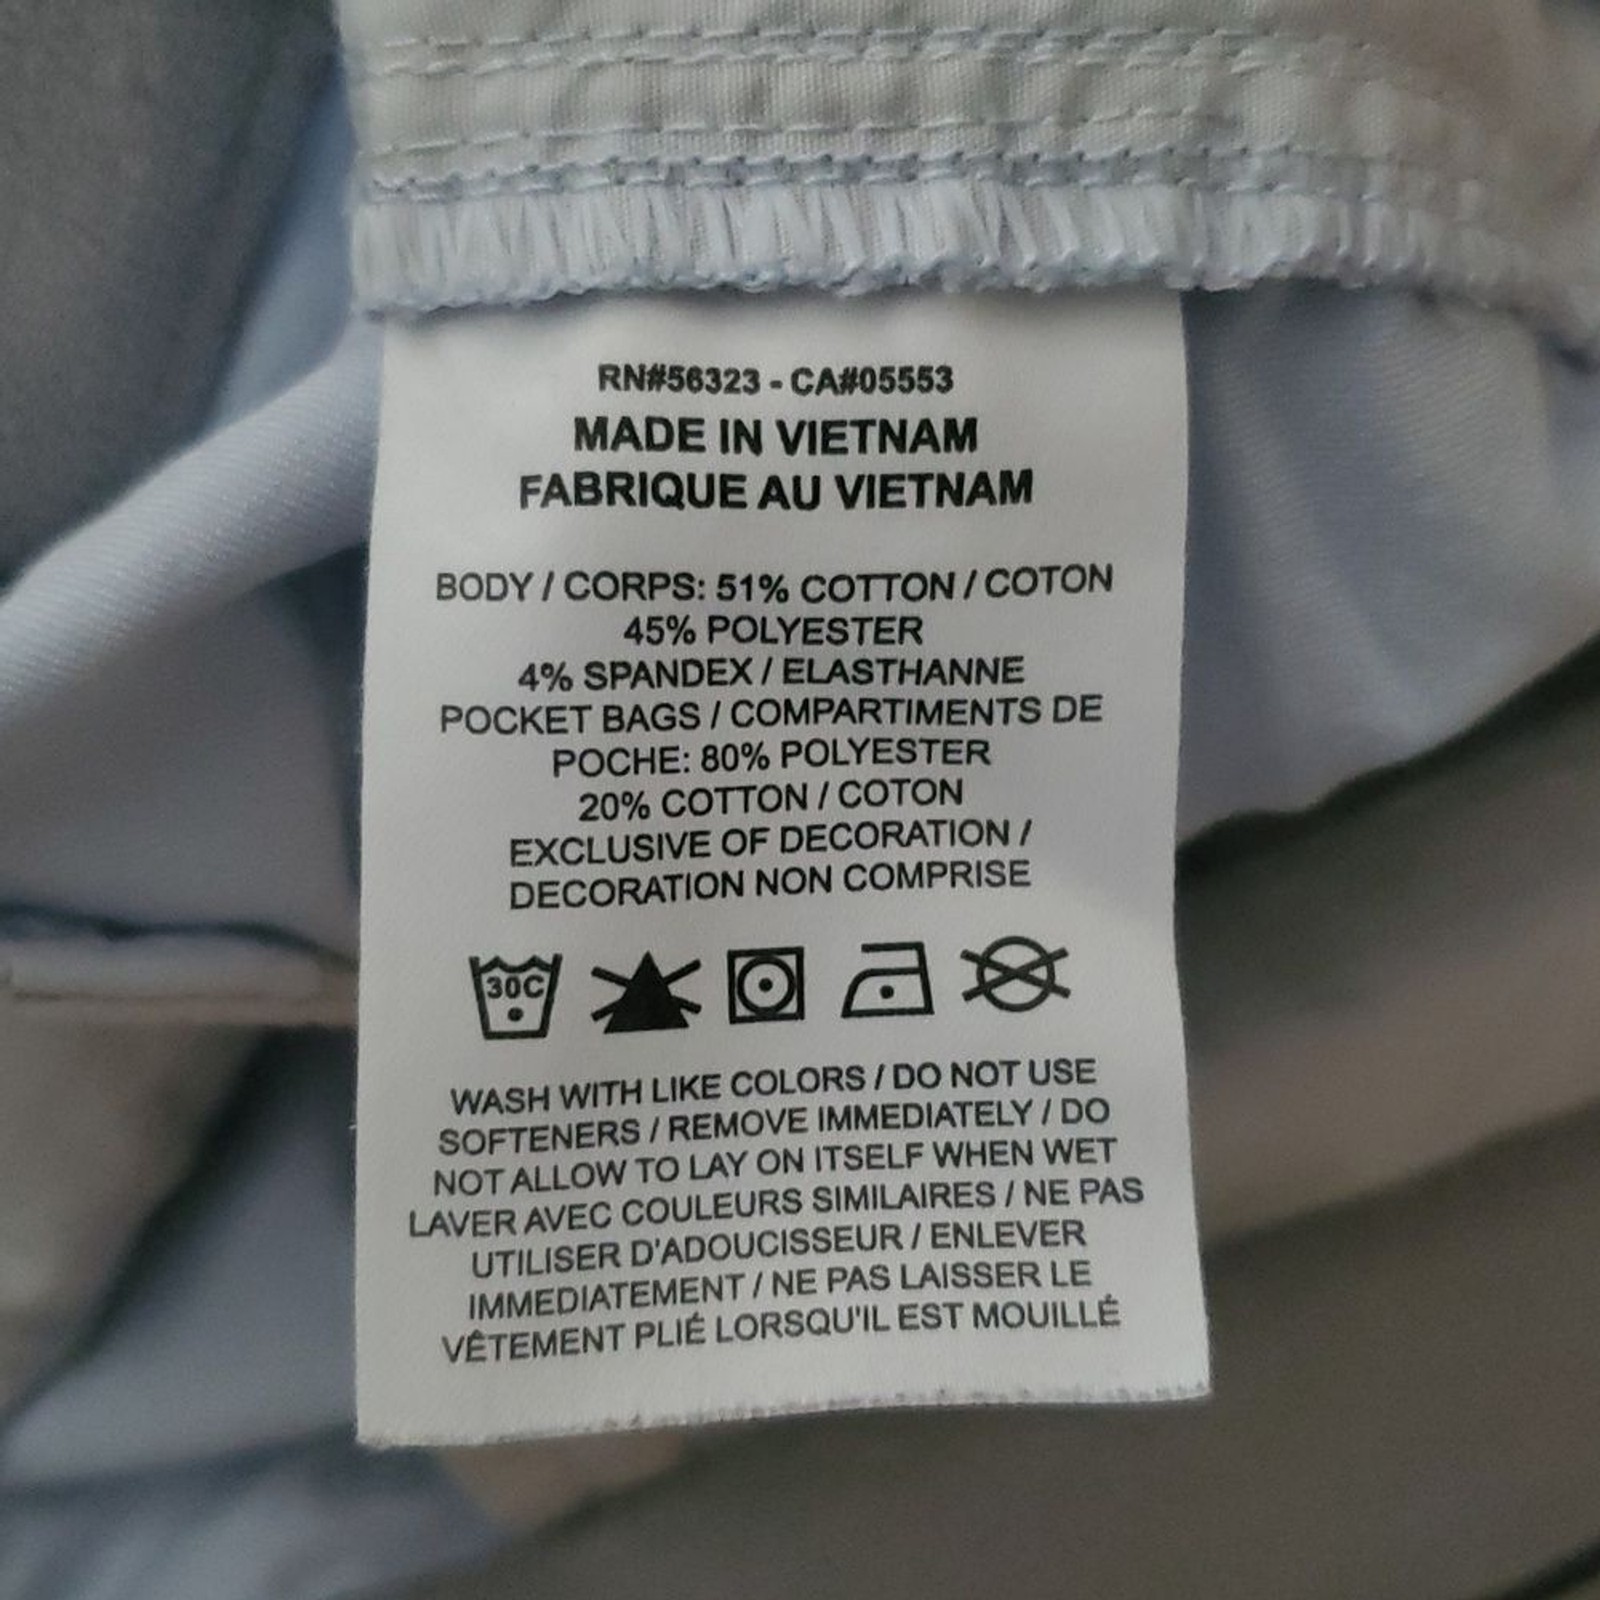 RN#56323 - CA#05553
MADE IN VIETNAM
FABRIQUE AU VIETNAM
BODY / CORPS: 51% COTTON / COTON
45% POLYESTER
4% SPANDEX / ELASTHANNE
POCKET BAGS / COMPARTIMENTS DE
POCHE: 80% POLYESTER
20% COTTON / COTON
EXCLUSIVE OF DECORATION /
DECORATION NON COMPRISE
30C
WASH WITH LIKE COLORS / DO NOT USE
SOFTENERS / REMOVE IMMEDIATELY / DO
NOT ALLOW TO LAY ON ITSELF WHEN WET
LAVER AVEC COULEURS SIMILAIRES / NE PAS
UTILISER D'ADOUCISSEUR / ENLEVER
IMMEDIATEMENT / NE PAS LAISSER LE
VÊTEMENT PLIÉ LORSQU'IL EST MOUILLÉ